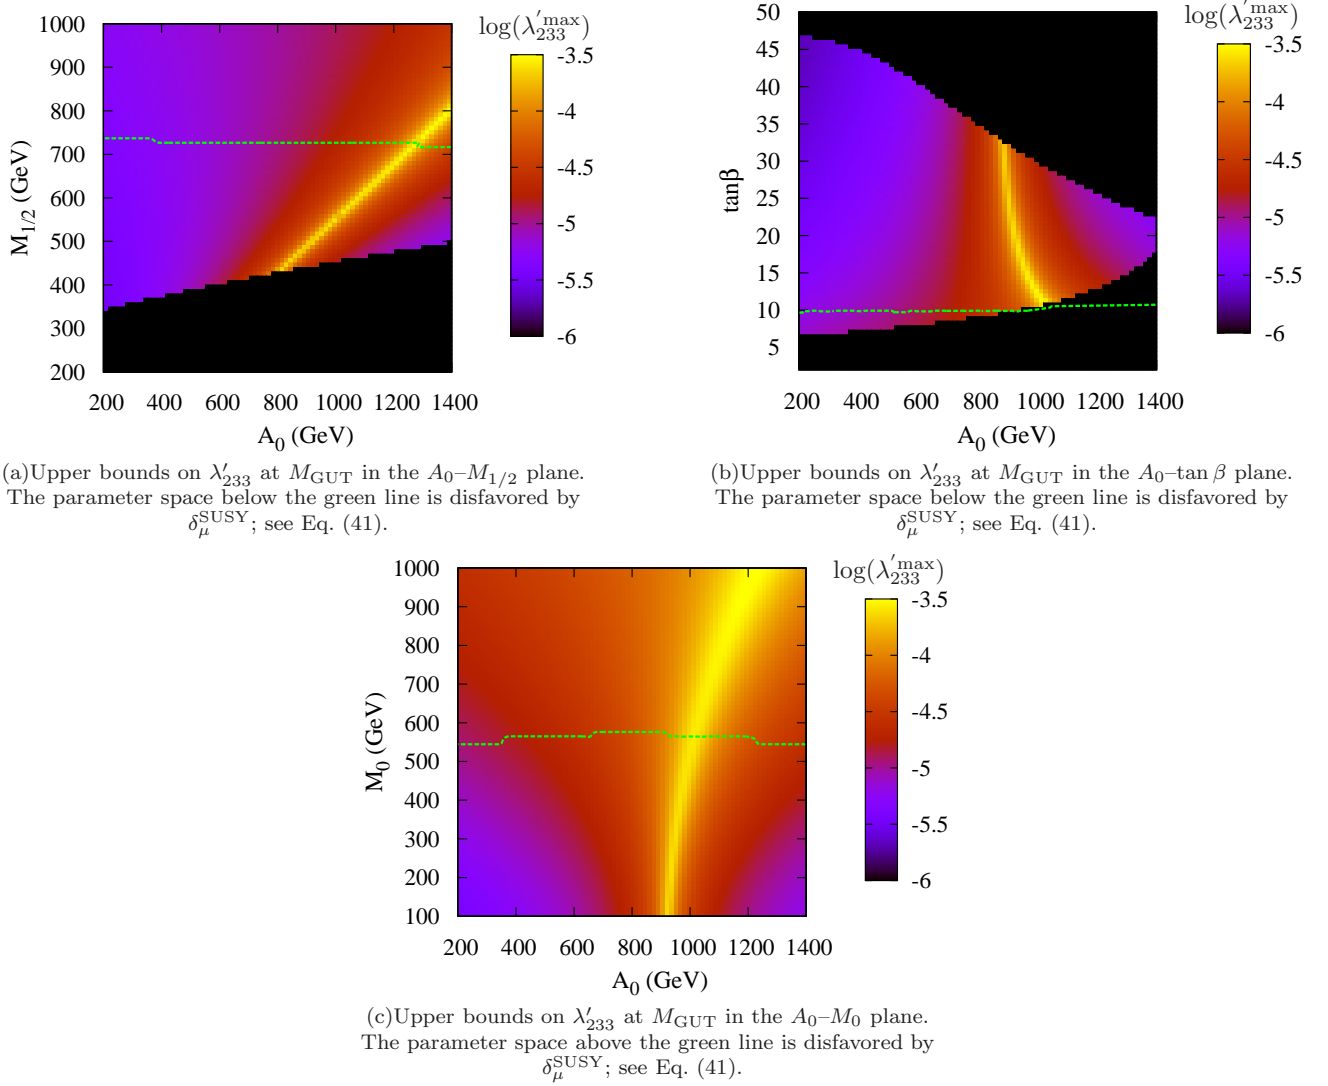 log(λ′max233)
1000
900
800
700
600
500
400
300
200
M1/2 (GeV)
200 400 600 800 1000 1200 1400
A0 (GeV)
-3.5
-4
-4.5
-5
-5.5
-6
(a)Upper bounds on λ′233 at MGUT in the A0–M1/2 plane.
The parameter space below the green line is disfavored by
δSUSYμ; see Eq. (41).
log(λ′max233)
50
45
40
35
30
25
20
15
10
5
tanβ
200 400 600 800 1000 1200 1400
A0 (GeV)
-3.5
-4
-4.5
-5
-5.5
-6
(b)Upper bounds on λ′233 at MGUT in the A0–tan β plane.
The parameter space below the green line is disfavored by
δSUSYμ; see Eq. (41).
log(λ′max233)
1000
900
800
700
600
500
400
300
200
100
M0 (GeV)
200 400 600 800 1000 1200 1400
A0 (GeV)
-3.5
-4
-4.5
-5
-5.5
-6
(c)Upper bounds on λ′233 at MGUT in the A0–M0 plane.
The parameter space above the green line is disfavored by
δSUSYμ; see Eq. (41).